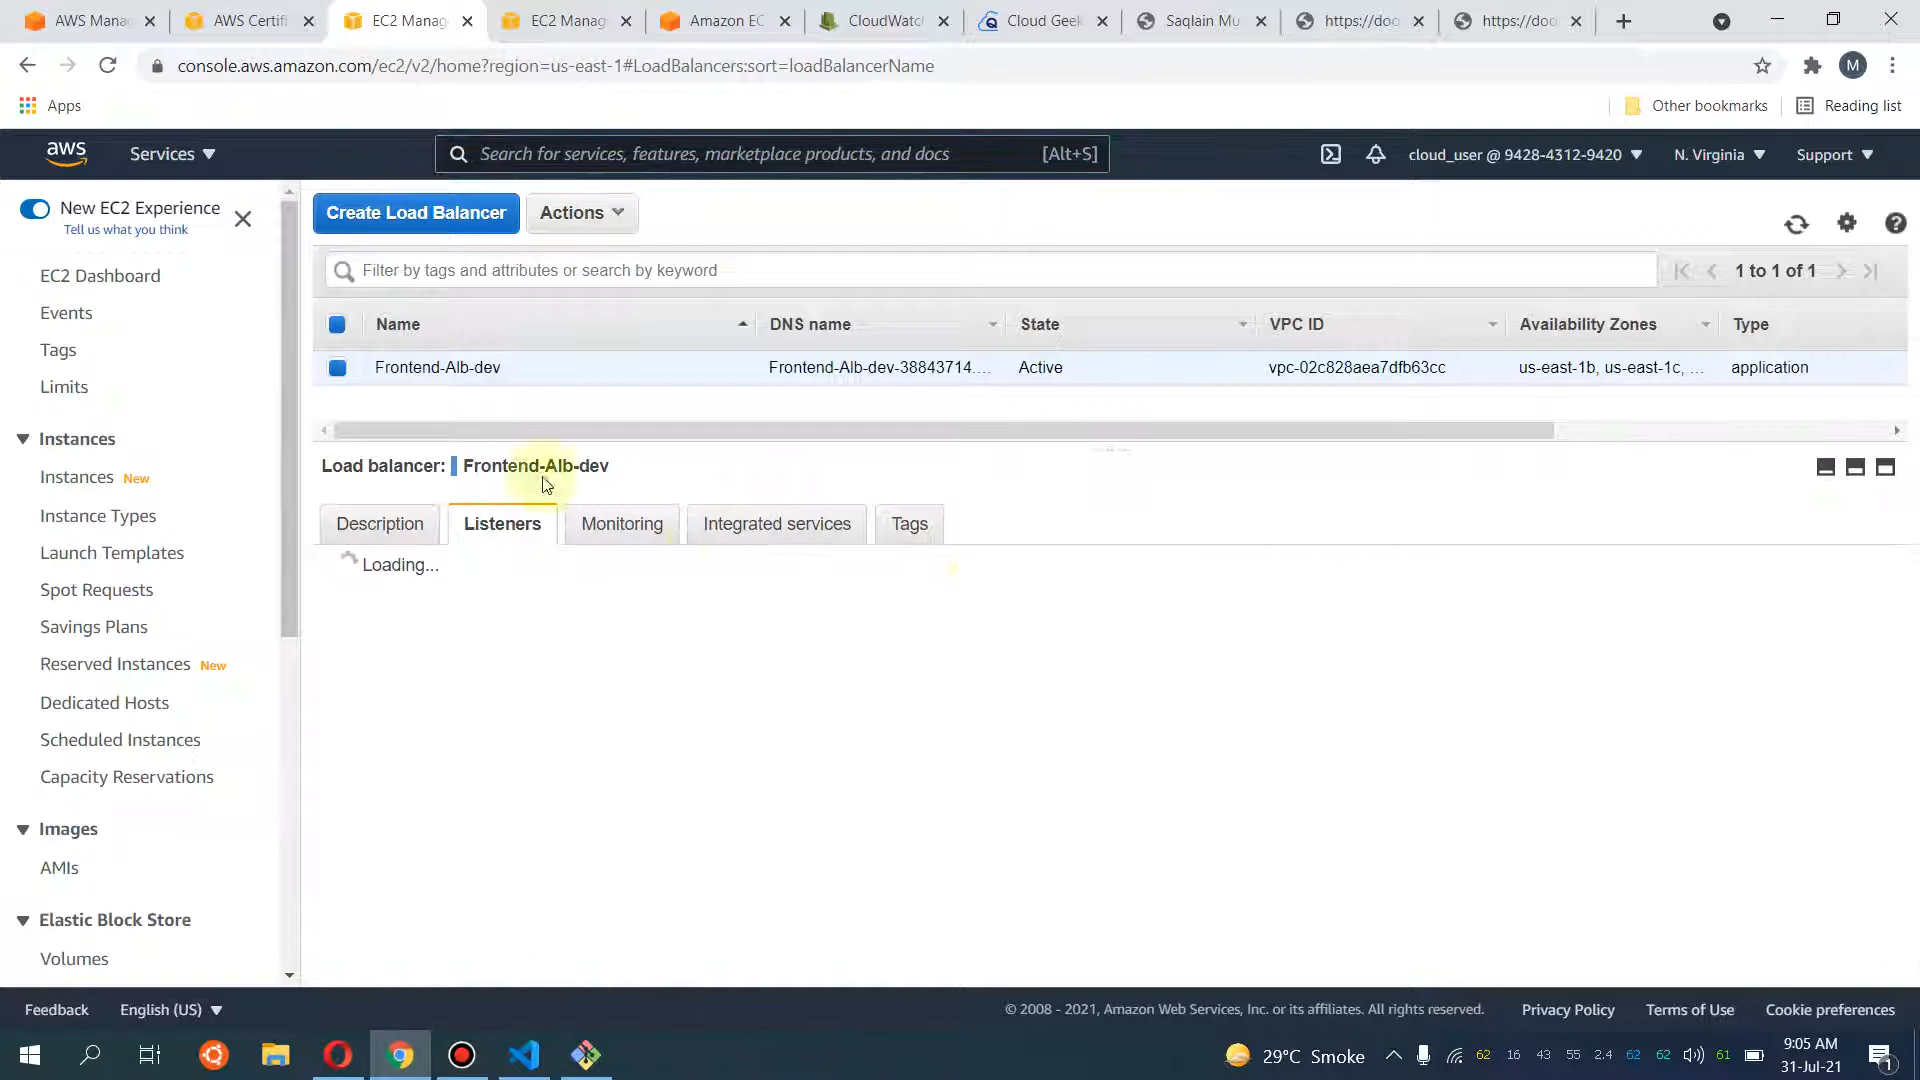 AWS Mana
AWS Certifi
EC2 Manag
EC2 Manag
Amazon EC
CloudWatc
Cloud Geek
Saqlain Mu
https://doo
https://doo
console.aws.amazon.com/ec2/v2/home?region=us-east-1#LoadBalancers:sort=loadBalancerName
M
Apps
Other bookmarks
Reading list
aws
Services
Search for services, features, marketplace products, and docs
[Alt+S]
cloud_user @ 9428-4312-9420
N. Virginia
Support
New EC2 Experience
Tell us what you think
EC2 Dashboard
Events
Tags
Limits
Instances
Instances New
Instance Types
Launch Templates
Spot Requests
Savings Plans
Reserved Instances New
Dedicated Hosts
Scheduled Instances
Capacity Reservations
Images
AMIs
Elastic Block Store
Volumes
Create Load Balancer
Actions
Filter by tags and attributes or search by keyword
1 to 1 of 1
Name DNS name State VPC ID Availability Zones Type
Frontend-Alb-dev Frontend-Alb-dev-38843714.... Active vpc-02c828aea7dfb63cc us-east-1b, us-east-1c, ... application
Load balancer: Frontend-Alb-dev
Description
Listeners
Monitoring
Integrated services
Tags
Loading...
Feedback
English (US)
© 2008 - 2021, Amazon Web Services, Inc. or its affiliates. All rights reserved.
Privacy Policy
Terms of Use
Cookie preferences
29°C Smoke
62 16 43 55 2.4 62 62 61
9:05 AM
31-Jul-21
1